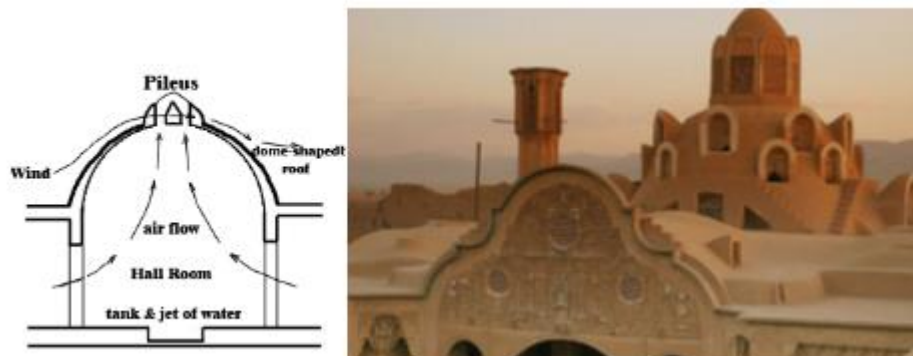 Pileus
Wind
dome-shapedt
roof
air flow
Hall Room
tank & jet of water